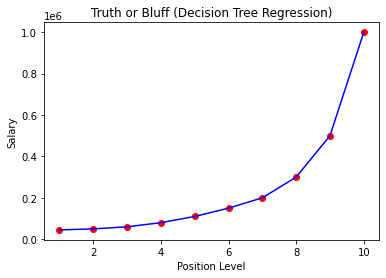 Truth or Bluff (Decision Tree Regression)
1e6
1.0
0.8
0.6
0.4
0.2
0.0
Salary
2 4 6 8 10
Position Level